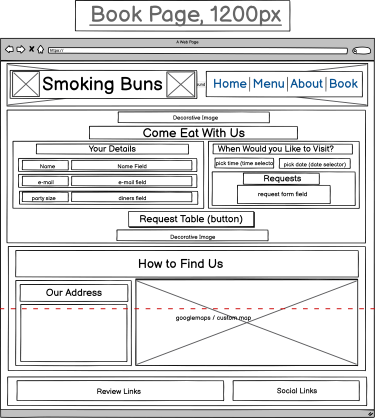 Book Page, 1200px
A Web Page
https://
Smoking Buns
Home | Menu | About | Book
Decorative Image
Come Eat With Us
Your Details
When Would you Like to Visit?
Name
Name Field
pick time (time selecto
pick date (date selector)
e-mail
e-mail field
Requests
request form field
party size
diners field
Request Table (button)
Decorative Image
How to Find Us
Our Address
googlemaps / custom map
Review Links
Social Links